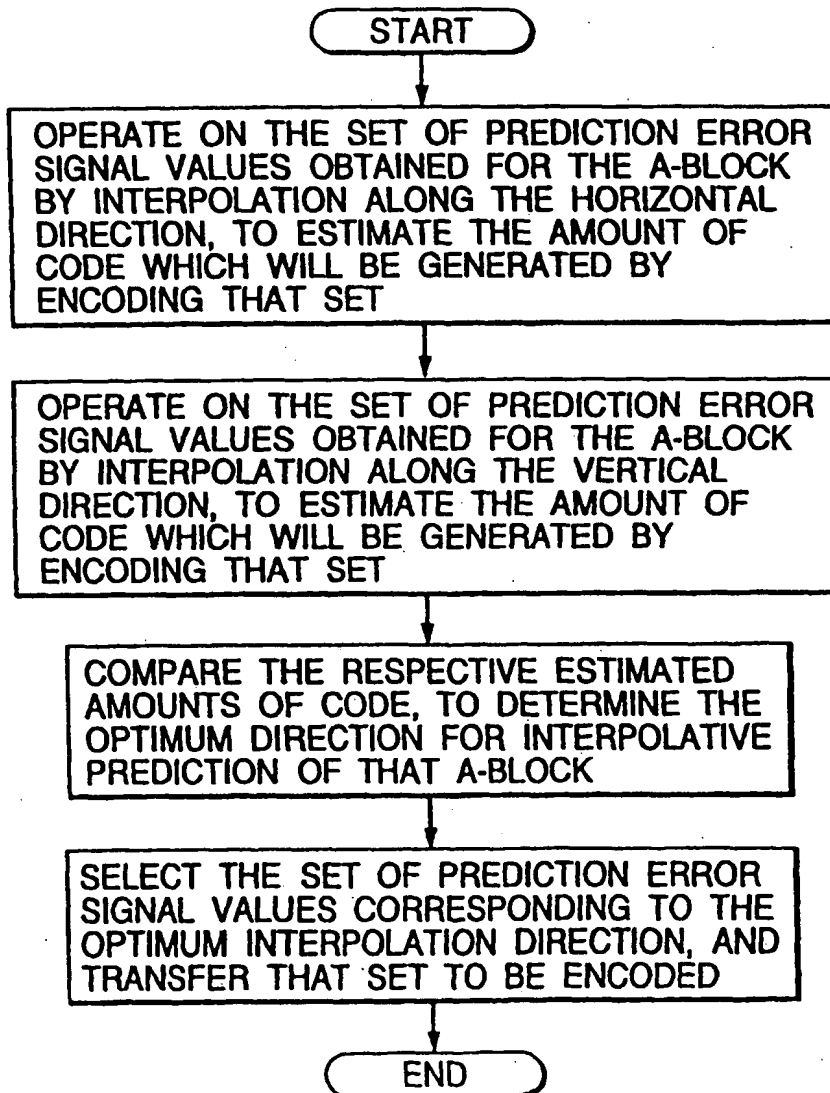 START
OPERATE ON THE SET OF PREDICTION ERROR
SIGNAL VALUES OBTAINED FOR THE A-BLOCK
BY INTERPOLATION ALONG THE HORIZONTAL
DIRECTION, TO ESTIMATE THE AMOUNT OF
CODE WHICH WILL BE GENERATED BY
ENCODING THAT SET
OPERATE ON THE SET OF PREDICTION ERROR
SIGNAL VALUES OBTAINED FOR THE A-BLOCK
BY INTERPOLATION ALONG THE VERTICAL
DIRECTION, TO ESTIMATE THE AMOUNT OF
CODE WHICH WILL BE GENERATED BY
ENCODING THAT SET
COMPARE THE RESPECTIVE ESTIMATED
AMOUNTS OF CODE, TO DETERMINE THE
OPTIMUM DIRECTION FOR INTERPOLATIVE
PREDICTION OF THAT A-BLOCK
SELECT THE SET OF PREDICTION ERROR
SIGNAL VALUES CORRESPONDING TO THE
OPTIMUM INTERPOLATION DIRECTION, AND
TRANSFER THAT SET TO BE ENCODED
END